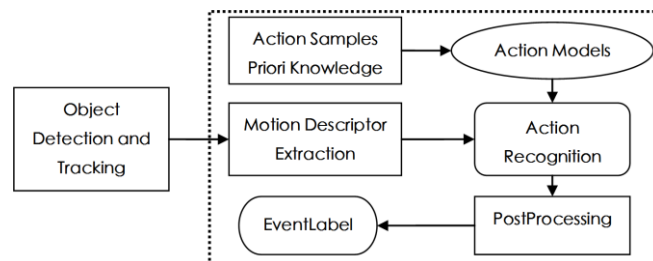 Action Samples
Priori Knowledge
Action Models
Object
Detection and
Tracking
Motion Descriptor
Extraction
Action
Recognition
EventLabel
PostProcessing